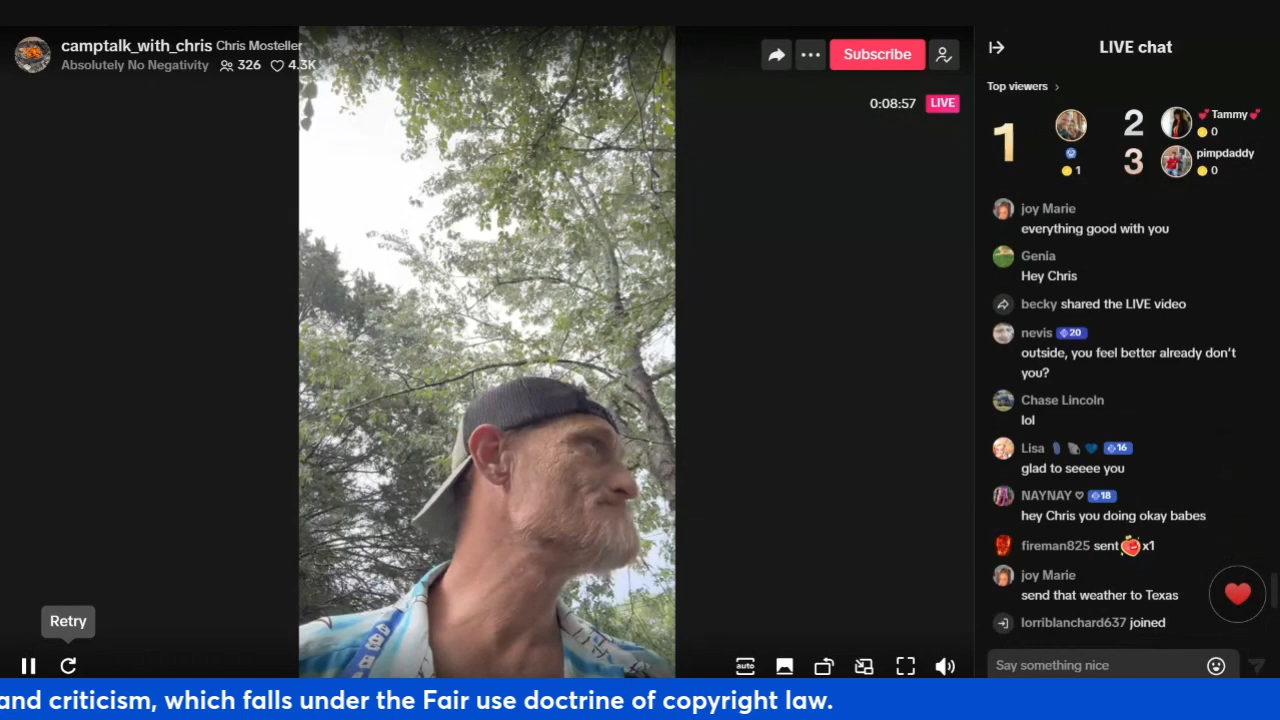 camptalk_with_chris Chris Mosteller
Absolutely No Negativity 326 4.3K
Subscribe
0:08:57 LIVE
LIVE chat
Top viewers
1
1
2
Tammy
0
3
pimpdaddy
0
joy Marie
everything good with you
Genia
Hey Chris
becky shared the LIVE video
nevis 20
outside, you feel better already don't
you?
Chase Lincoln
lol
Lisa 16
glad to seeee you
NAYNAY ♡ 18
hey Chris you doing okay babes
fireman825 sent x1
joy Marie
send that weather to Texas
lorriblanchard637 joined
Say something nice
Retry
auto
and criticism, which falls under the Fair use doctrine of copyright law.